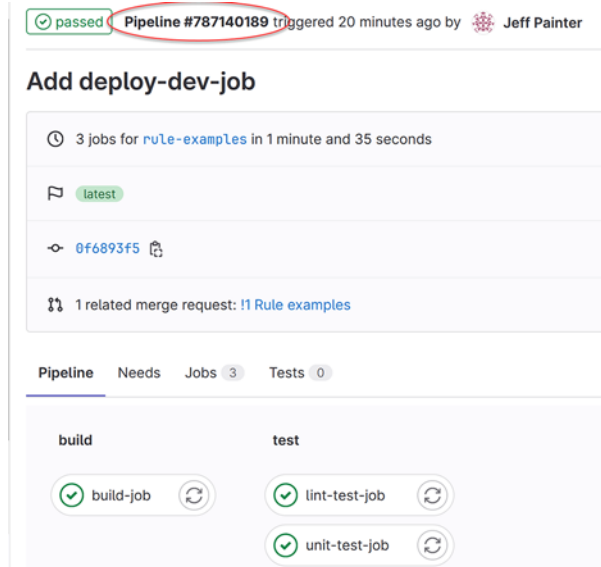 passed Pipeline #787140189 triggered 20 minutes ago by Jeff Painter
Add deploy-dev-job
3 jobs for rule-examples in 1 minute and 35 seconds
latest
0f6893f5
1 related merge request: !1 Rule examples
Pipeline Needs Jobs 3 Tests 0
build test
build-job lint-test-job
unit-test-job